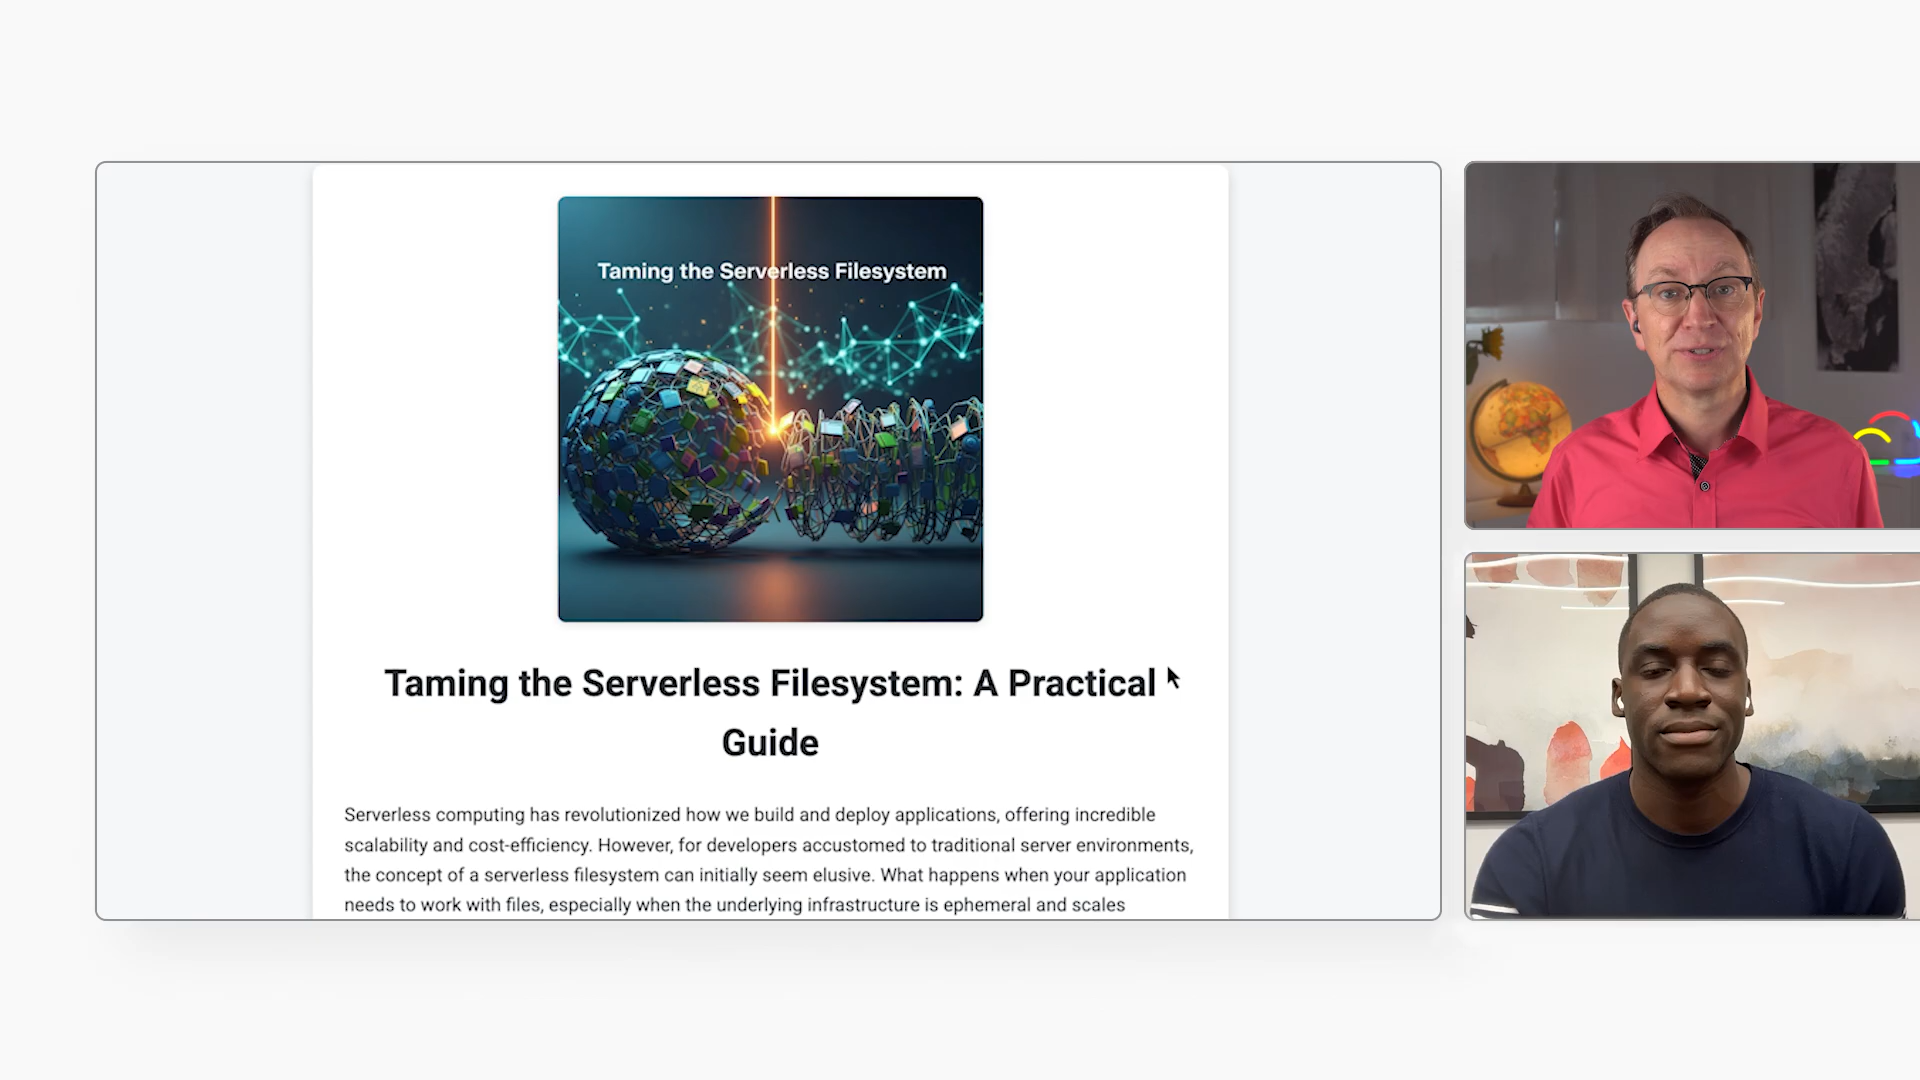 Taming the Serverless Filesystem
Taming the Serverless Filesystem: A Practical
Guide
Serverless computing has revolutionized how we build and deploy applications, offering incredible
scalability and cost-efficiency. However, for developers accustomed to traditional server environments,
the concept of a serverless filesystem can initially seem elusive. What happens when your application
needs to work with files, especially when the underlying infrastructure is ephemeral and scales